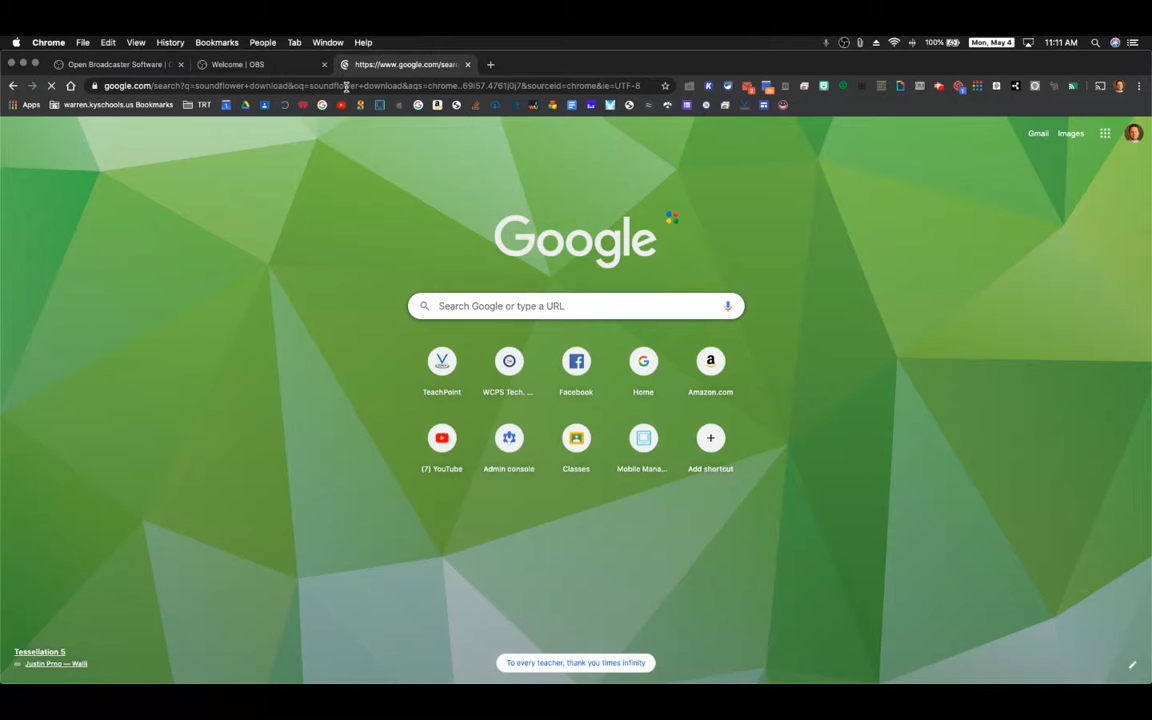 Chrome File Edit View History Bookmarks People Tab Window Help 100% Mon, May 4 11:11 AM
Open Broadcaster Software | Welcome | OBS https://www.google.com/sear
google.com/search?q=soundflower+download&oq=soundflower+download&aqs=chrome..69i57.4761j0j7&sourceid=chrome&ie=UTF-8
Apps warren.kyschools.us Bookmarks TRT
Gmail Images
Google
Search Google or type a URL
TeachPoint WCPS Tech. ... Facebook Home Amazon.com
(7) YouTube Admin console Classes Mobile Mana... Add shortcut
Tessellation 5
Justin Prno — Walli
To every teacher, thank you times infinity